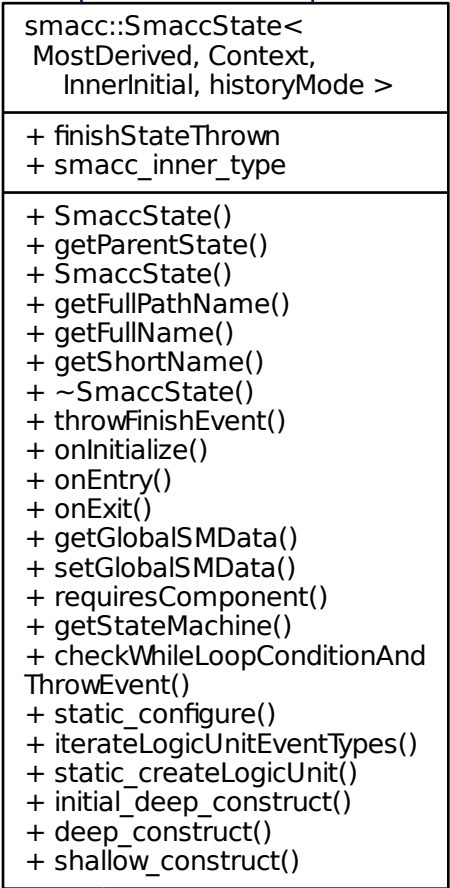 smacc::SmaccState<
MostDerived, Context,
InnerInitial, historyMode >
+ finishStateThrown
+ smacc_inner_type
+ SmaccState()
+ getParentState()
+ SmaccState()
+ getFullPathName()
+ getFullName()
+ getShortName()
+ ~SmaccState()
+ throwFinishEvent()
+ onInitialize()
+ onEntry()
+ onExit()
+ getGlobalSMData()
+ setGlobalSMData()
+ requiresComponent()
+ getStateMachine()
+ checkWhileLoopConditionAnd
ThrowEvent()
+ static_configure()
+ iterateLogicUnitEventTypes()
+ static_createLogicUnit()
+ initial_deep_construct()
+ deep_construct()
+ shallow_construct()